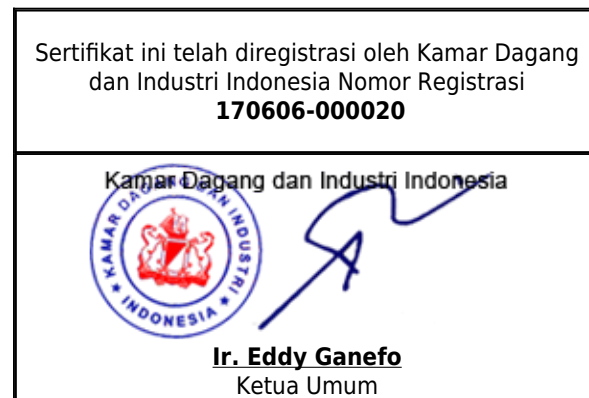 Sertifikat ini telah diregistrasi oleh Kamar Dagang
dan Industri Indonesia Nomor Registrasi
170606-000020
Kamar Dagang dan Industri Indonesia
KAMAR DAGANG DAN INDUSTRI
★ INDONESIA ★
Ir. Eddy Ganefo
Ketua Umum